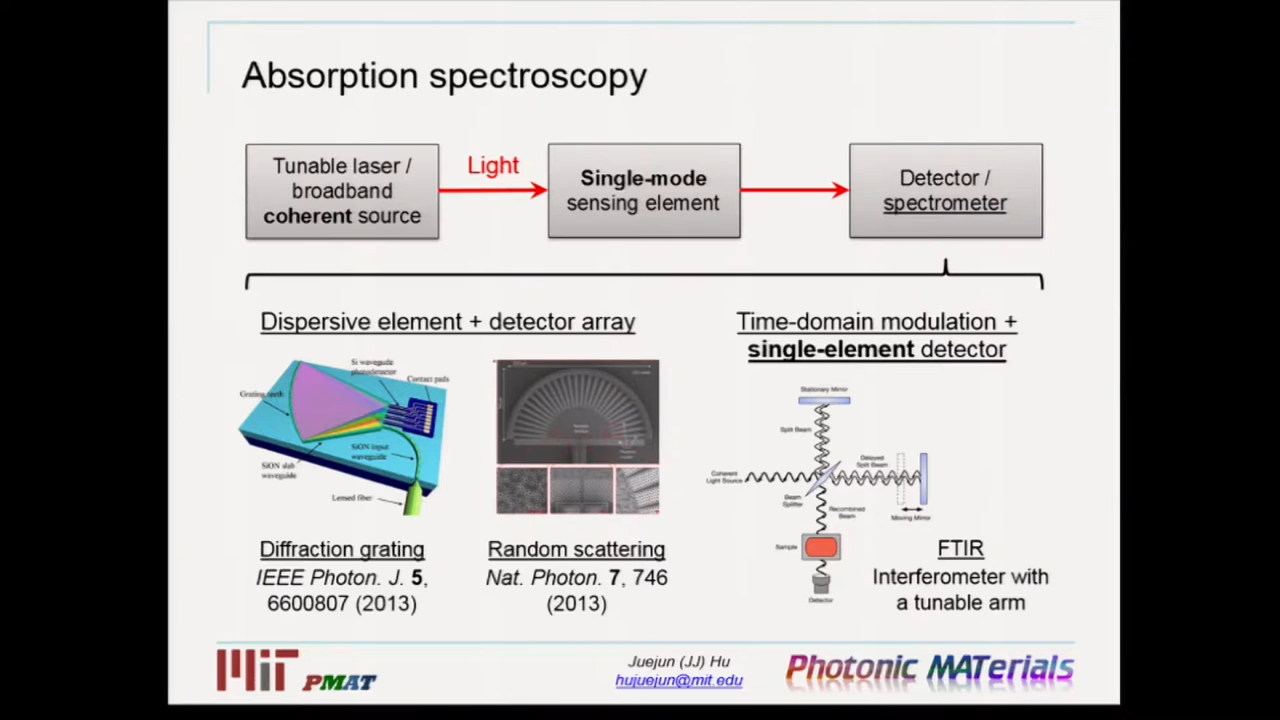 Absorption spectroscopy
Tunable laser /
broadband
coherent source
Light
Single-mode
sensing element
Detector /
spectrometer
Dispersive element + detector array
Time-domain modulation +
single-element detector
Si waveguide
photodetector
Contact pads
Grating teeth
SiON input
waveguide
SiON slab
waveguide
Lensed fiber
Stationary Mirror
Split Beam
Delayed
Split Beam
Coherent
Light Source
Beam
Splitter
Recombined
Beam
Moving Mirror
Sample
Detector
Diffraction grating
IEEE Photon. J. 5,
6600807 (2013)
Random scattering
Nat. Photon. 7, 746
(2013)
FTIR
Interferometer with
a tunable arm
MIT PMAT
Juejun (JJ) Hu
hujuejun@mit.edu
Photonic MATerials